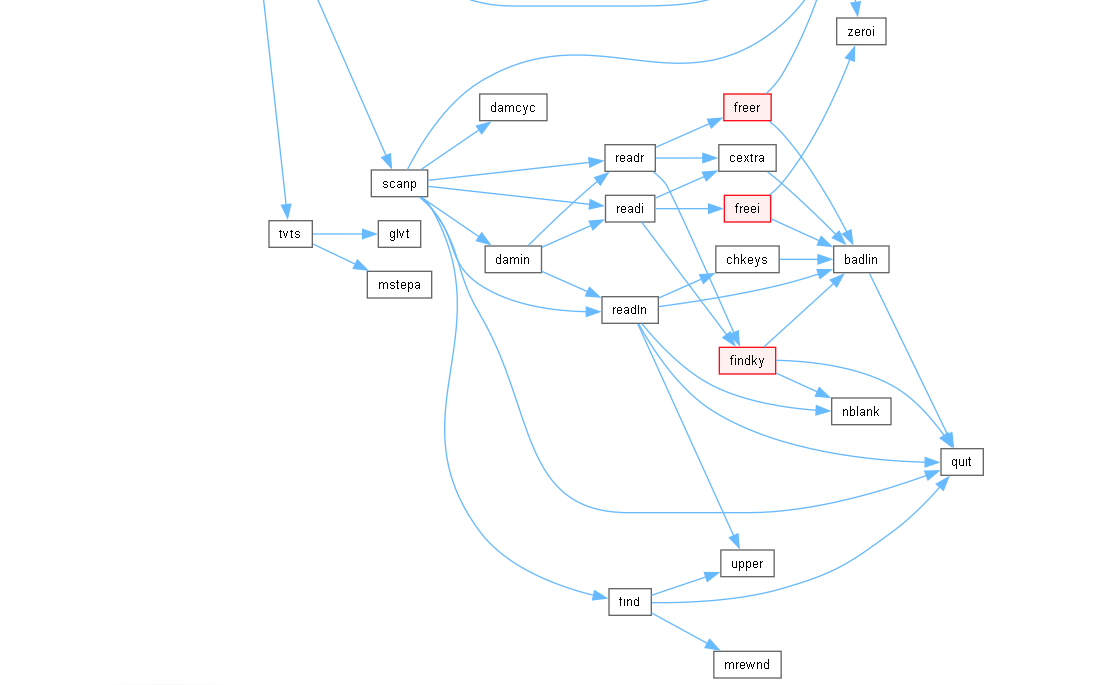 zeroi
damcyc
freer
readr
cextra
scanp
readi
freei
tvts
glvt
damin
chkeys
badlin
mstepa
readln
findky
nblank
quit
upper
find
mrewnd